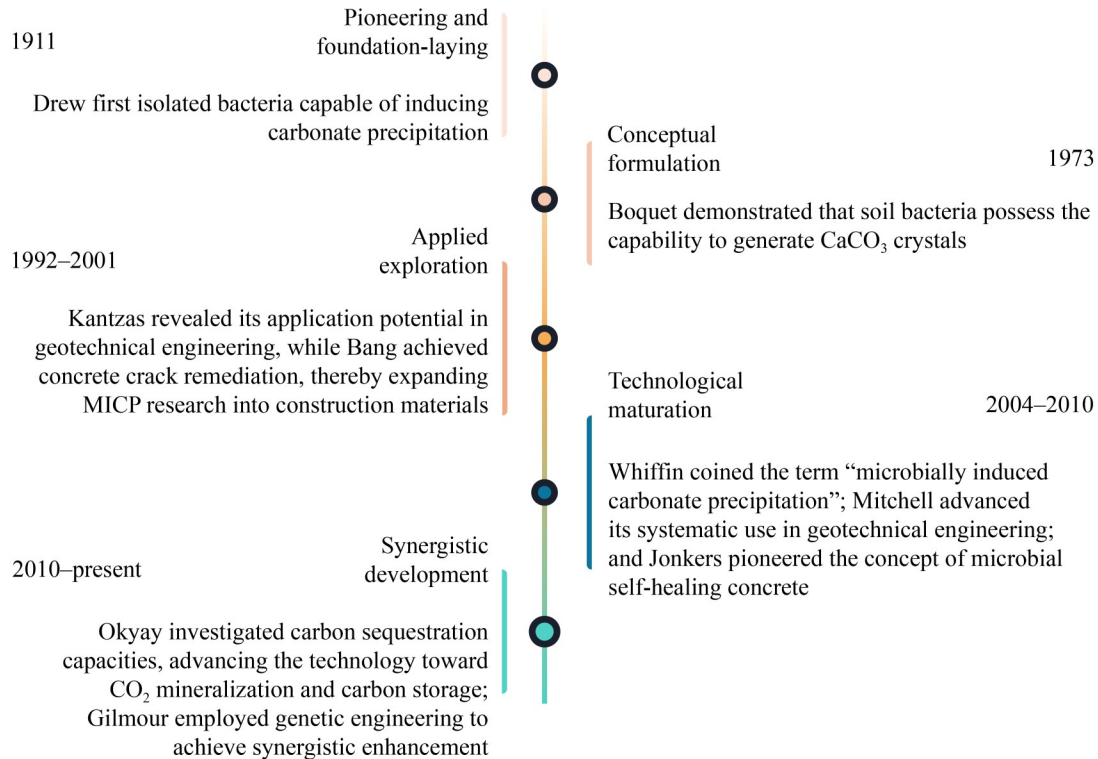 1911
Pioneering and
foundation-laying
Drew first isolated bacteria capable of inducing
carbonate precipitation
Conceptual
formulation
1973
Boquet demonstrated that soil bacteria possess the
capability to generate CaCO₃ crystals
1992–2001
Applied
exploration
Kantzas revealed its application potential in
geotechnical engineering, while Bang achieved
concrete crack remediation, thereby expanding
MICP research into construction materials
Technological
maturation
2004–2010
Whiffin coined the term “microbially induced
carbonate precipitation”; Mitchell advanced
its systematic use in geotechnical engineering;
and Jonkers pioneered the concept of microbial
self-healing concrete
2010–present
Synergistic
development
Okyay investigated carbon sequestration
capacities, advancing the technology toward
CO₂ mineralization and carbon storage;
Gilmour employed genetic engineering to
achieve synergistic enhancement